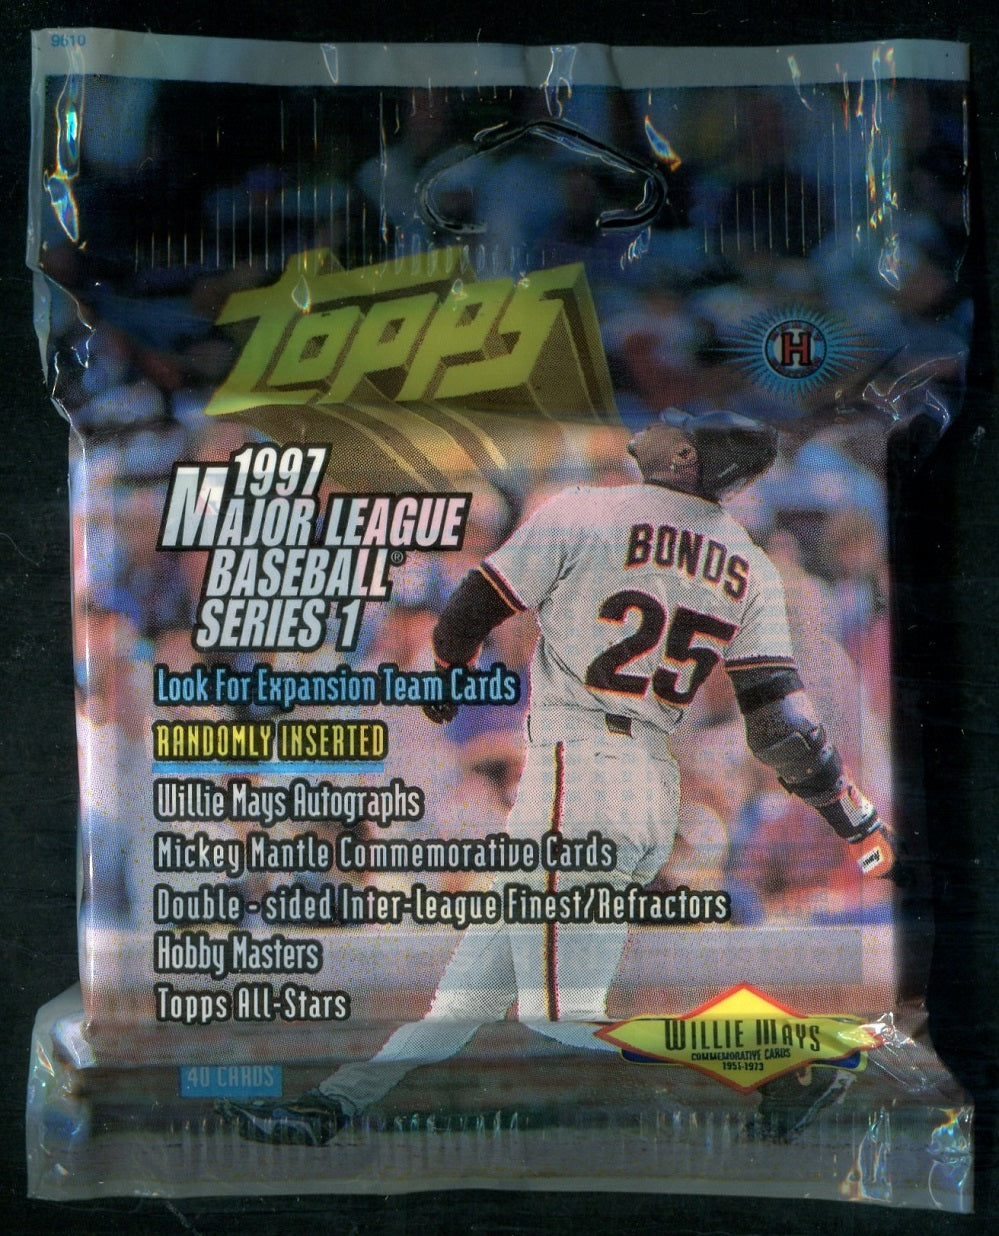 9610
Topps
H
1997
MAJOR LEAGUE
BASEBALL®
SERIES 1
BONDS
25
Look For Expansion Team Cards
RANDOMLY INSERTED
Willie Mays Autographs
Mickey Mantle Commemorative Cards
Double-sided Inter-league Finest/Refractors
Hobby Masters
Topps All-Stars
WILLIE MAYS
COMMEMORATIVE CARDS
1951-1973
40 CARDS